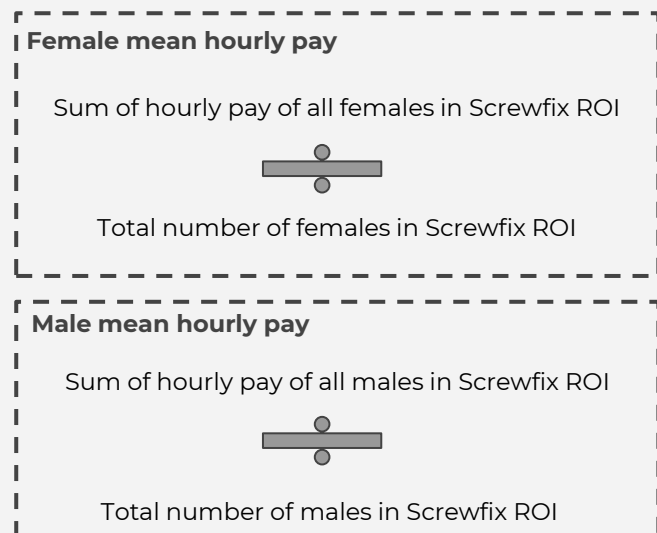 Female mean hourly pay
Sum of hourly pay of all females in Screwfix ROI
Total number of females in Screwfix ROI
Male mean hourly pay
Sum of hourly pay of all males in Screwfix ROI
Total number of males in Screwfix ROI